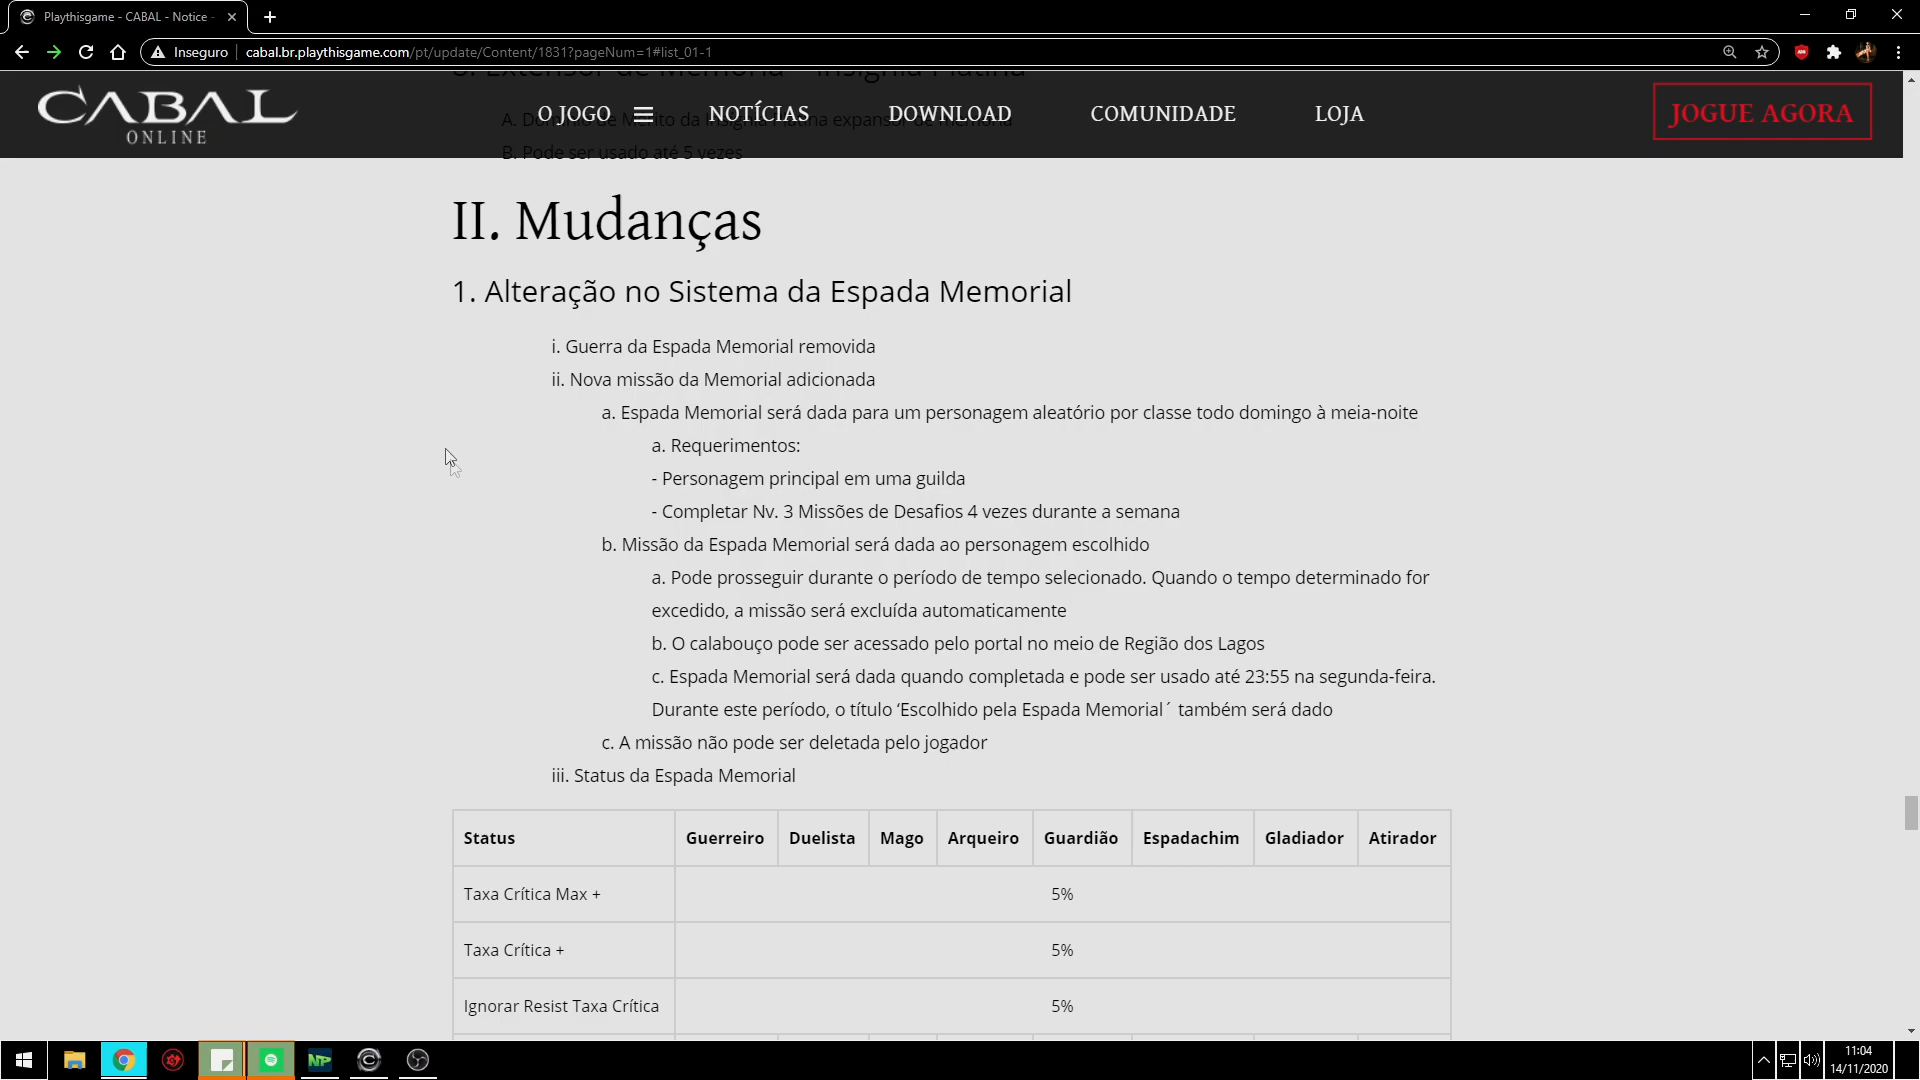 Playthisgame - CABAL - Notice -
Inseguro
cabal.br.playthisgame.com/pt/update/Content/1831?pageNum=1#list_01-1
CABAL
ONLINE
O JOGO
NOTÍCIAS
DOWNLOAD
COMUNIDADE
LOJA
JOGUE AGORA
B. Pode ser usado até 5 vezes
II. Mudanças
1. Alteração no Sistema da Espada Memorial
i. Guerra da Espada Memorial removida
ii. Nova missão da Memorial adicionada
a. Espada Memorial será dada para um personagem aleatório por classe todo domingo à meia-noite
a. Requerimentos:
- Personagem principal em uma guilda
- Completar Nv. 3 Missões de Desafios 4 vezes durante a semana
b. Missão da Espada Memorial será dada ao personagem escolhido
a. Pode prosseguir durante o período de tempo selecionado. Quando o tempo determinado for
excedido, a missão será excluída automaticamente
b. O calabouço pode ser acessado pelo portal no meio de Região dos Lagos
c. Espada Memorial será dada quando completada e pode ser usado até 23:55 na segunda-feira.
Durante este período, o título ‘Escolhido pela Espada Memorial´ também será dado
c. A missão não pode ser deletada pelo jogador
iii. Status da Espada Memorial
Status Guerreiro Duelista Mago Arqueiro Guardião Espadachim Gladiador Atirador
Taxa Crítica Max + 5%
Taxa Crítica + 5%
Ignorar Resist Taxa Crítica 5%
NP
11:04
14/11/2020